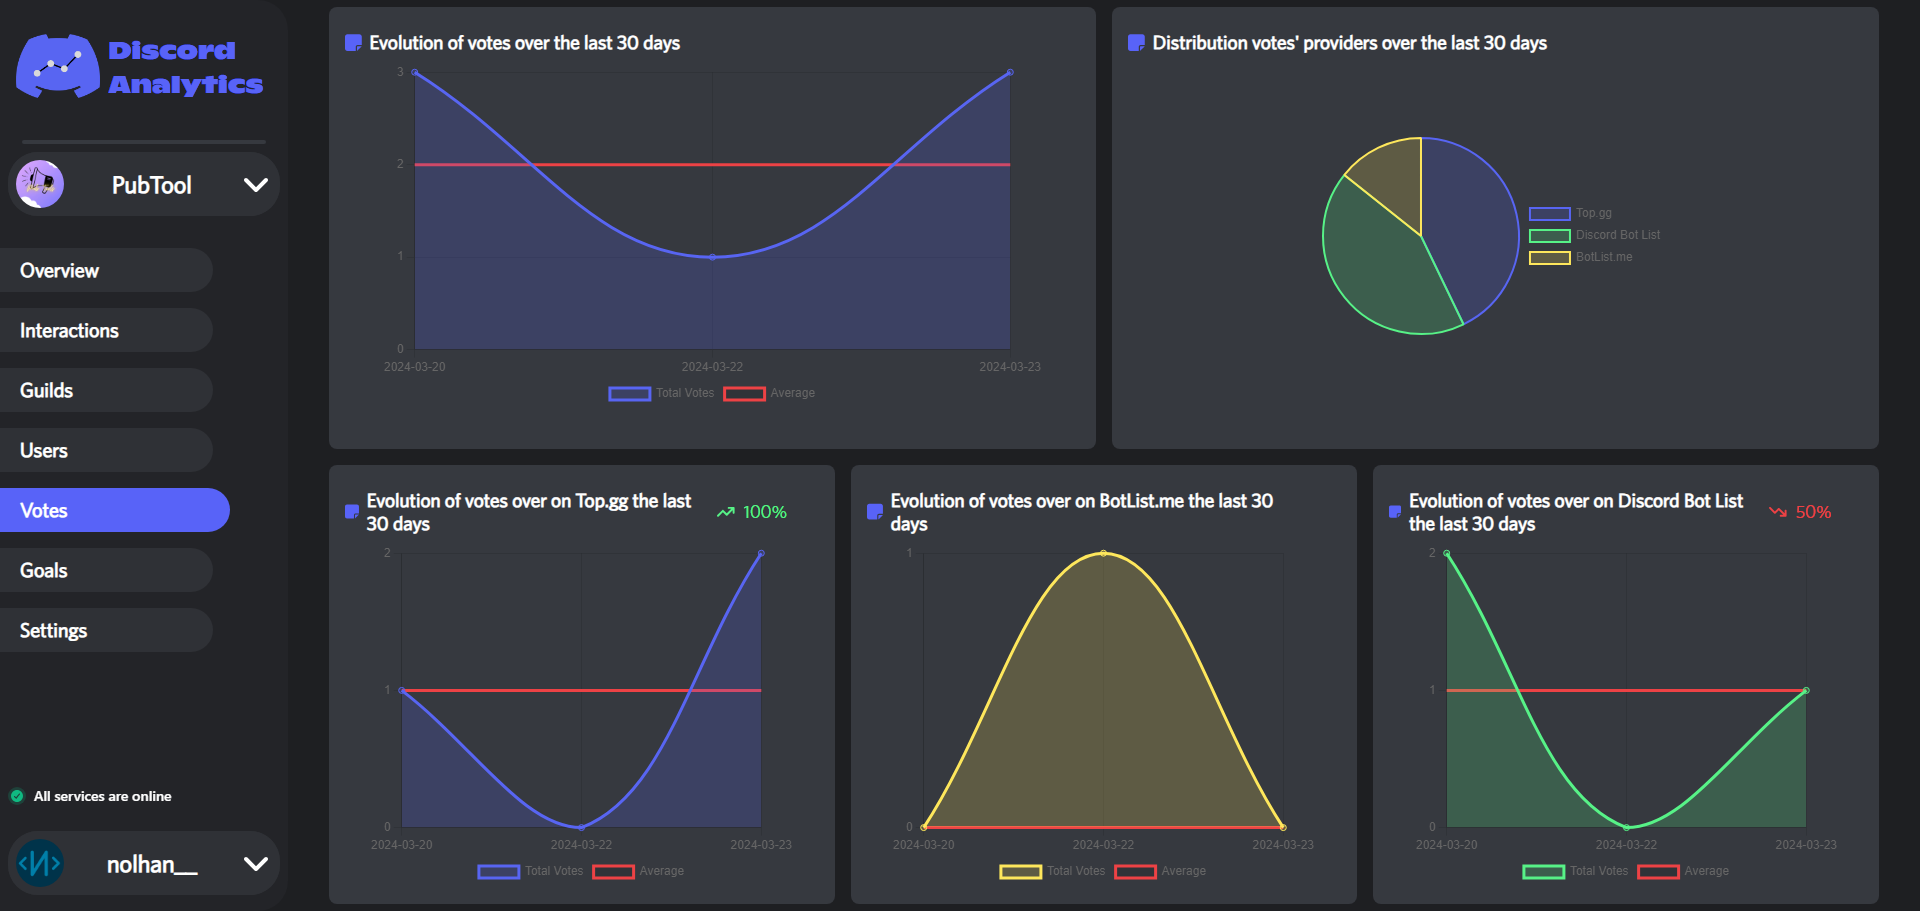 Discord
Analytics
PubTool
Overview
Interactions
Guilds
Users
Votes
Goals
Settings
All services are online
nolhan__
Evolution of votes over the last 30 days
3
2
1
0
2024-03-20
2024-03-22
2024-03-23
Total Votes
Average
Distribution votes' providers over the last 30 days
Top.gg
Discord Bot List
BotList.me
Evolution of votes over on Top.gg the last
30 days
100%
2
1
0
2024-03-20
2024-03-22
2024-03-23
Total Votes
Average
Evolution of votes over on BotList.me the last 30
days
1
0
2024-03-20
2024-03-22
2024-03-23
Total Votes
Average
Evolution of votes over on Discord Bot List
the last 30 days
50%
2
1
0
2024-03-20
2024-03-22
2024-03-23
Total Votes
Average